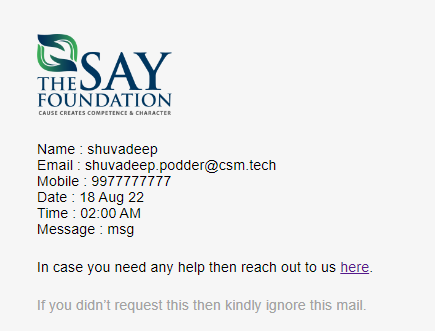 THE SAY
FOUNDATION
CAUSE CREATES COMPETENCE & CHARACTER
Name : shuvadeep
Email : shuvadeep.podder@csm.tech
Mobile : 9977777777
Date : 18 Aug 22
Time : 02:00 AM
Message : msg
In case you need any help then reach out to us here.
If you didn't request this then kindly ignore this mail.